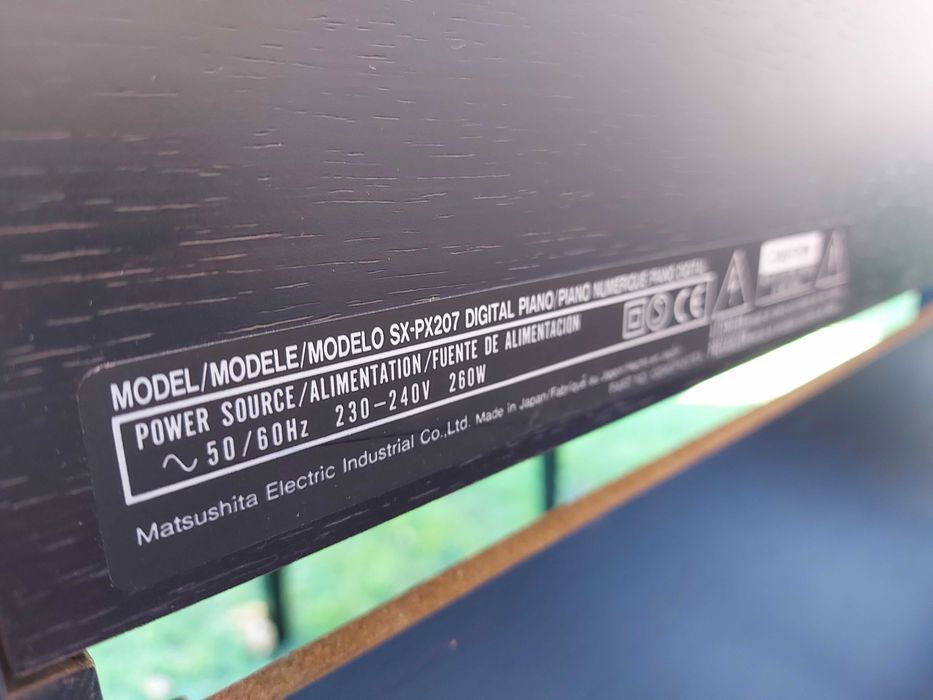 MODEL/MODELE/MODELO SX-PX207 DIGITAL PIANO/PIANO NUMERIQUE/PIANO DIGITAL
POWER SOURCE/ALIMENTATION/FUENTE DE ALIMENTACION
∼ 50/60Hz 230-240V 260W
CE
Matsushita Electric Industrial Co.,Ltd. Made in Japan/Fabriqué au Japon